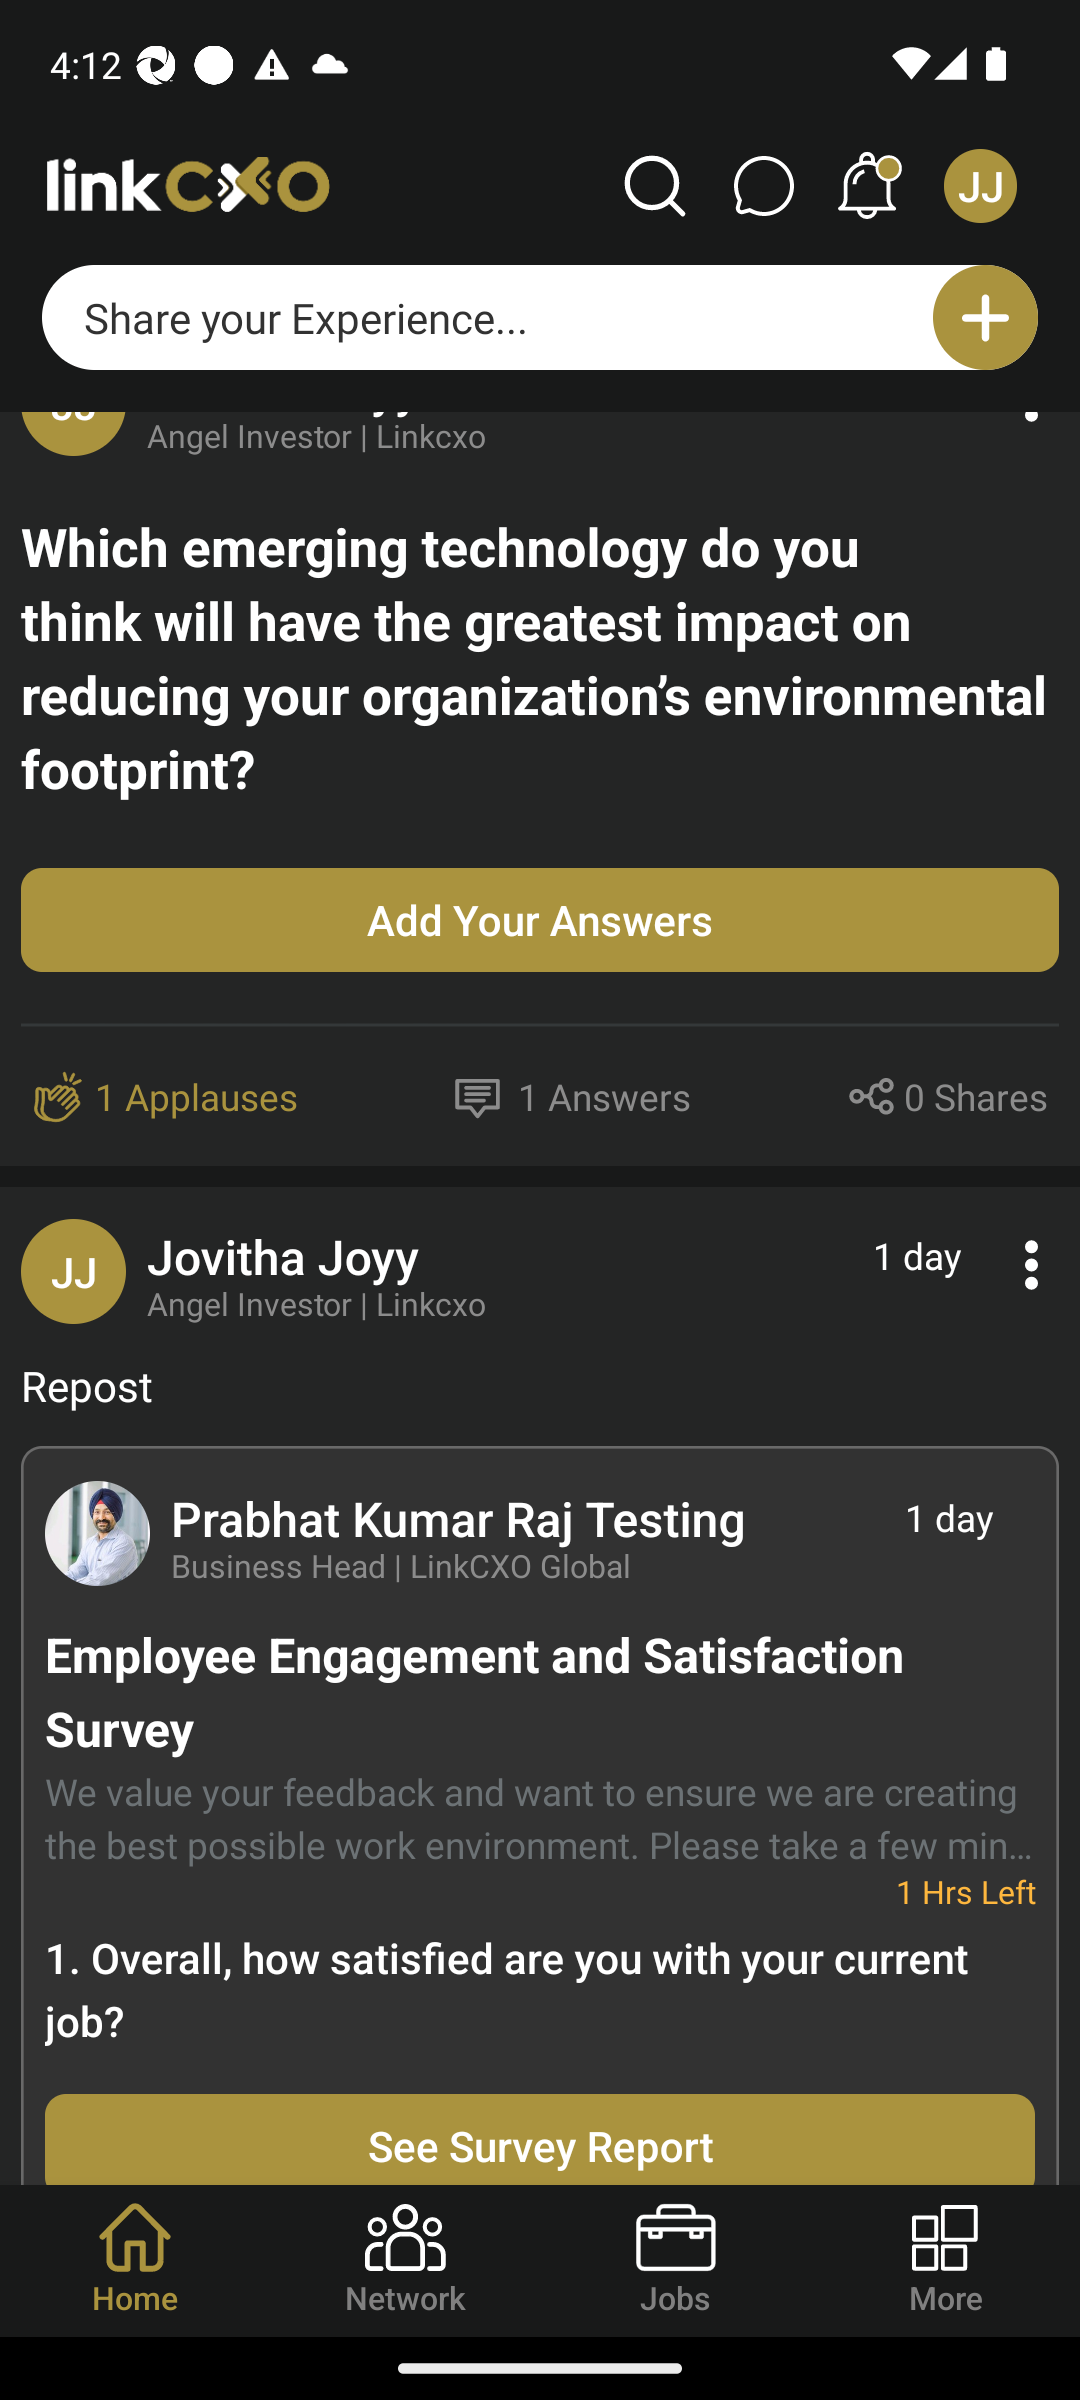 4:12
linkCXO
JJ
Share your Experience...
Angel Investor | Linkcxo
Which emerging technology do you
think will have the greatest impact on
reducing your organization’s environmental
footprint?
Add Your Answers
1 Applauses
1 Answers
0 Shares
JJ
Jovitha Joyy
1 day
Angel Investor | Linkcxo
Repost
Prabhat Kumar Raj Testing
1 day
Business Head | LinkCXO Global
Employee Engagement and Satisfaction
Survey
We value your feedback and want to ensure we are creating
the best possible work environment. Please take a few min...
1 Hrs Left
1. Overall, how satisfied are you with your current
job?
See Survey Report
Home
Network
Jobs
More